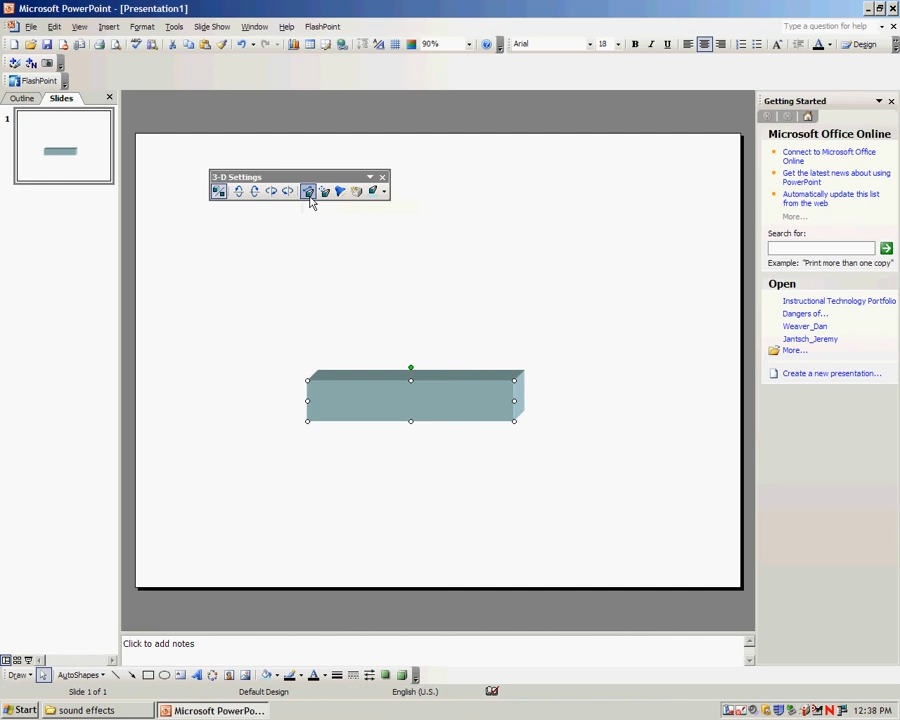 Microsoft PowerPoint - [Presentation1]
File Edit View Insert Format Tools Slide Show Window Help FlashPoint
Type a question for help
90%
Arial
18
B I U
A
A
Design
FlashPoint
Outline
Slides
1
3-D Settings
Getting Started
Microsoft Office Online
Connect to Microsoft Office
Online
Get the latest news about using
PowerPoint
Automatically update this list
from the web
More...
Search for:
Example: "Print more than one copy"
Open
Instructional Technology Portfolio
Dangers of...
Weaver_Dan
Jantsch_Jeremy
More...
Create a new presentation...
Click to add notes
Draw
AutoShapes
A
Slide 1 of 1
Default Design
English (U.S.)
Start
sound effects
Microsoft PowerPo...
12:38 PM